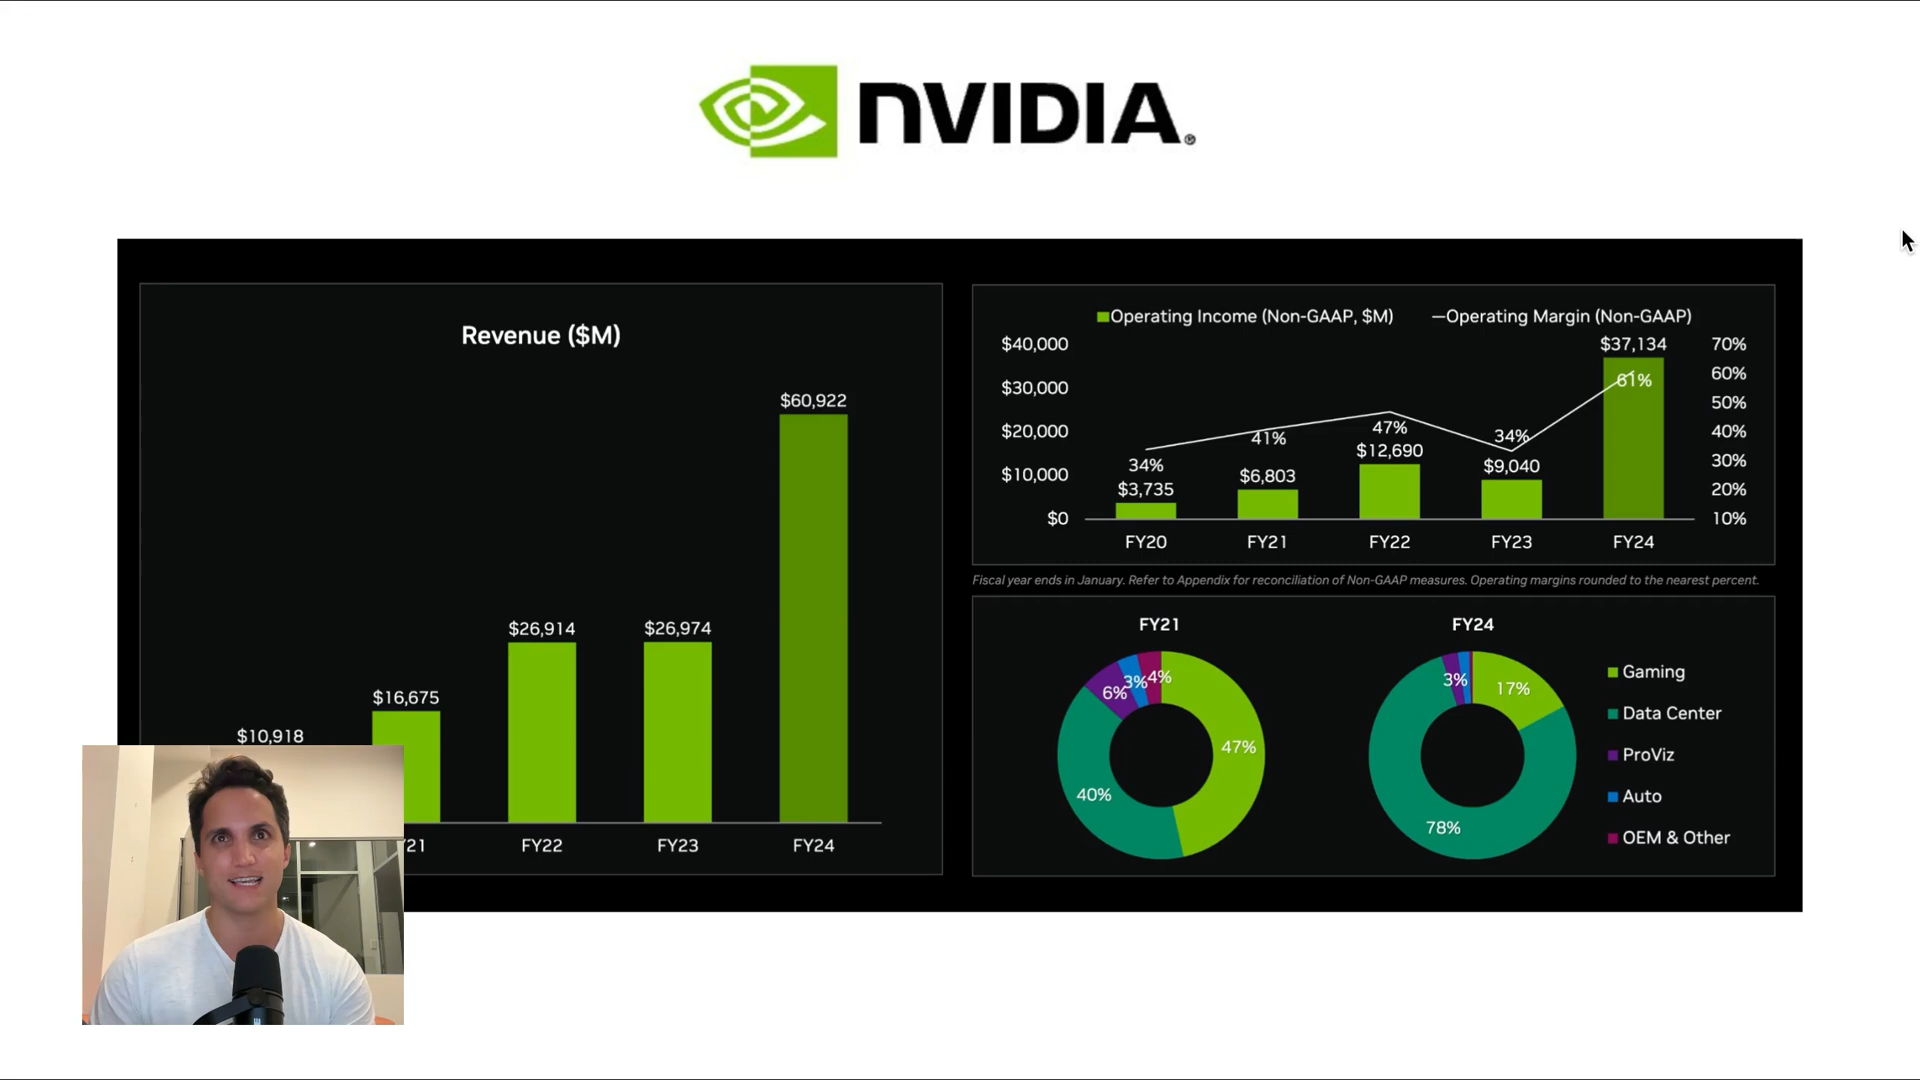 nVIDIA®
Revenue ($M)
$60,922
$26,914
$26,974
$16,675
$10,918
21
FY22
FY23
FY24
Operating Income (Non-GAAP, $M)
Operating Margin (Non-GAAP)
$40,000
$30,000
$20,000
$10,000
$0
$37,134
61%
34%
$3,735
41%
$6,803
47%
$12,690
34%
$9,040
70%
60%
50%
40%
30%
20%
10%
FY20
FY21
FY22
FY23
FY24
Fiscal year ends in January. Refer to Appendix for reconciliation of Non-GAAP measures. Operating margins rounded to the nearest percent.
FY21
6%
3%
4%
47%
40%
FY24
3%
17%
78%
Gaming
Data Center
ProViz
Auto
OEM & Other